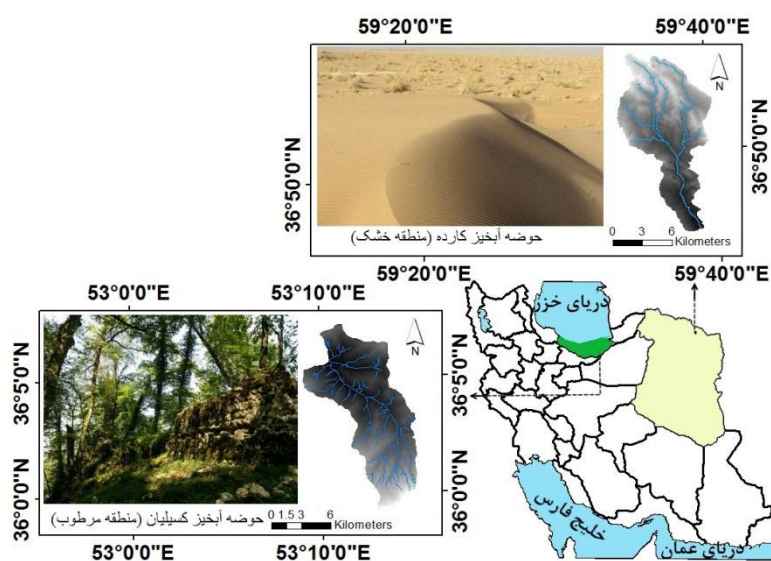 59°20'0"E
59°40'0"E
36°50'0"N
N
36°50'0"N
حوضه آبخیز کارده (منطقه خشک)
0 3 6
Kilometers
59°20'0"E
59°40'0"E
53°0'0"E
53°10'0"E
دریای خزر
36°5'0"N
N
36°5'0"N
36°0'0"N
حوضه آبخیز کسیلیان (منطقه مرطوب)
0 1.5 3 6
Kilometers
36°0'0"N
خلیج فارس
دریای عمان
53°0'0"E
53°10'0"E